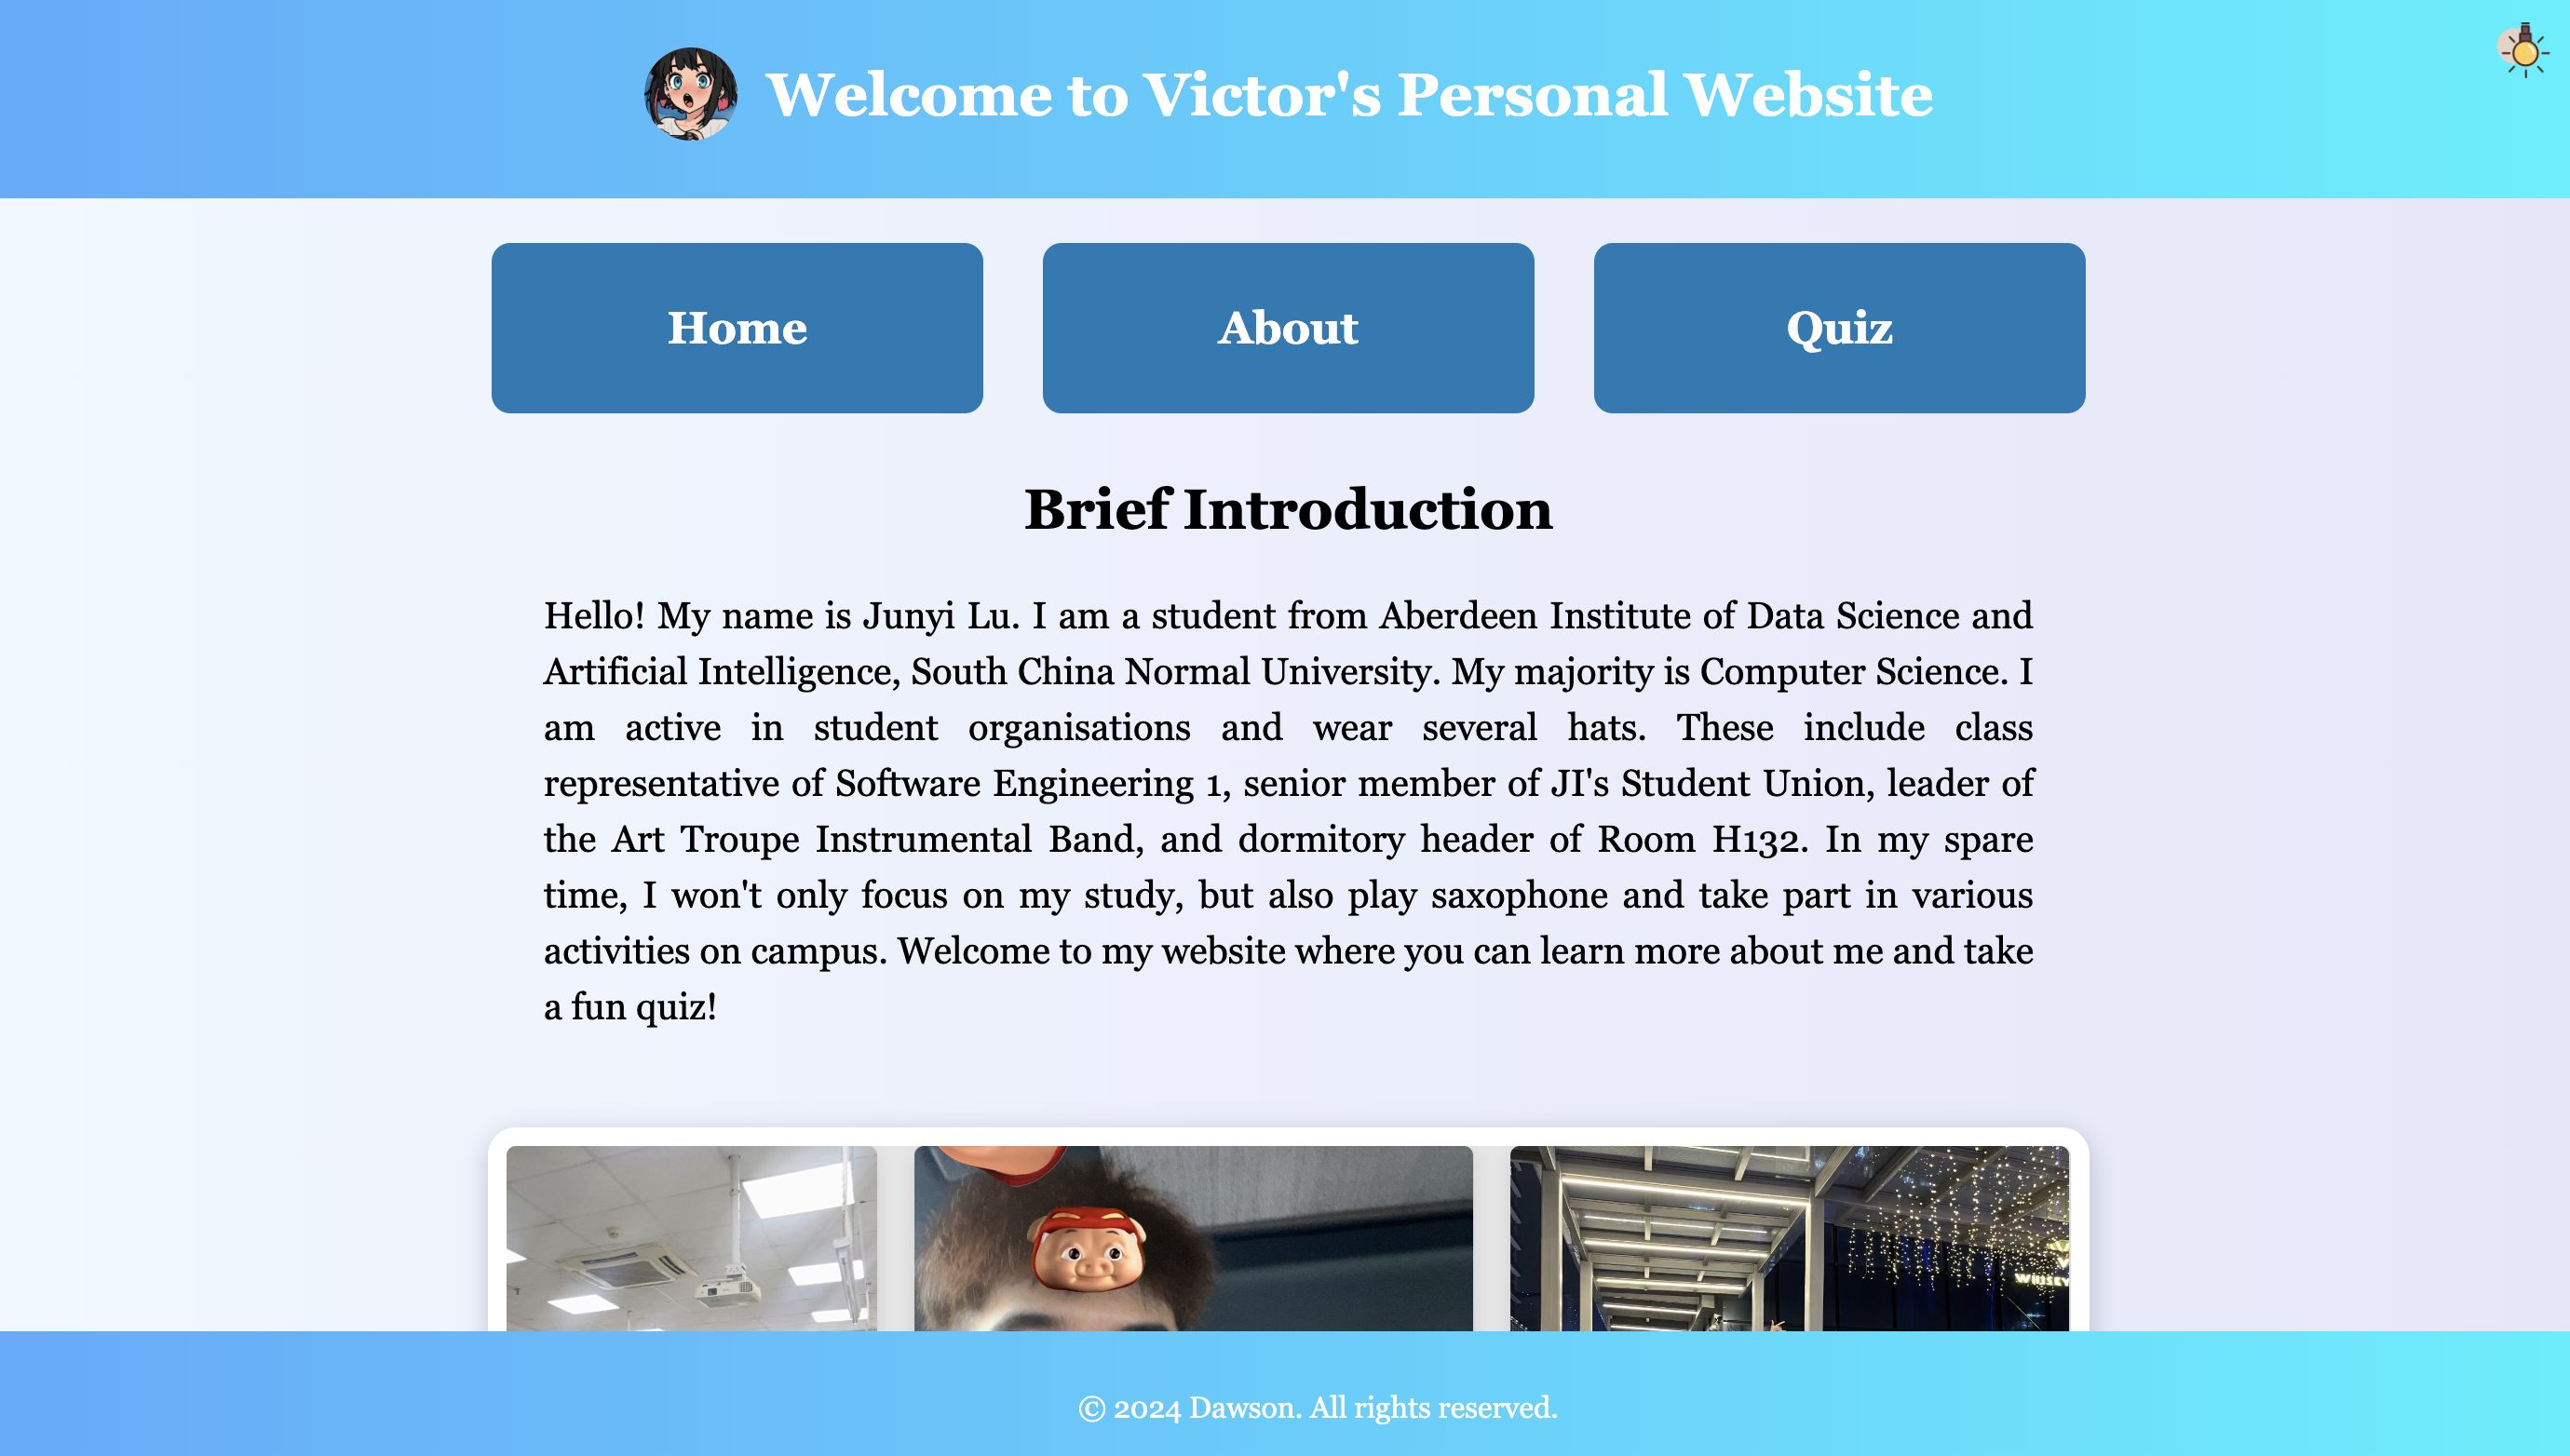 Welcome to Victor's Personal Website
Home
About
Quiz
Brief Introduction
Hello! My name is Junyi Lu. I am a student from Aberdeen Institute of Data Science and
Artificial Intelligence, South China Normal University. My majority is Computer Science. I
am active in student organisations and wear several hats. These include class
representative of Software Engineering 1, senior member of JI's Student Union, leader of
the Art Troupe Instrumental Band, and dormitory header of Room H132. In my spare
time, I won't only focus on my study, but also play saxophone and take part in various
activities on campus. Welcome to my website where you can learn more about me and take
a fun quiz!
© 2024 Dawson. All rights reserved.